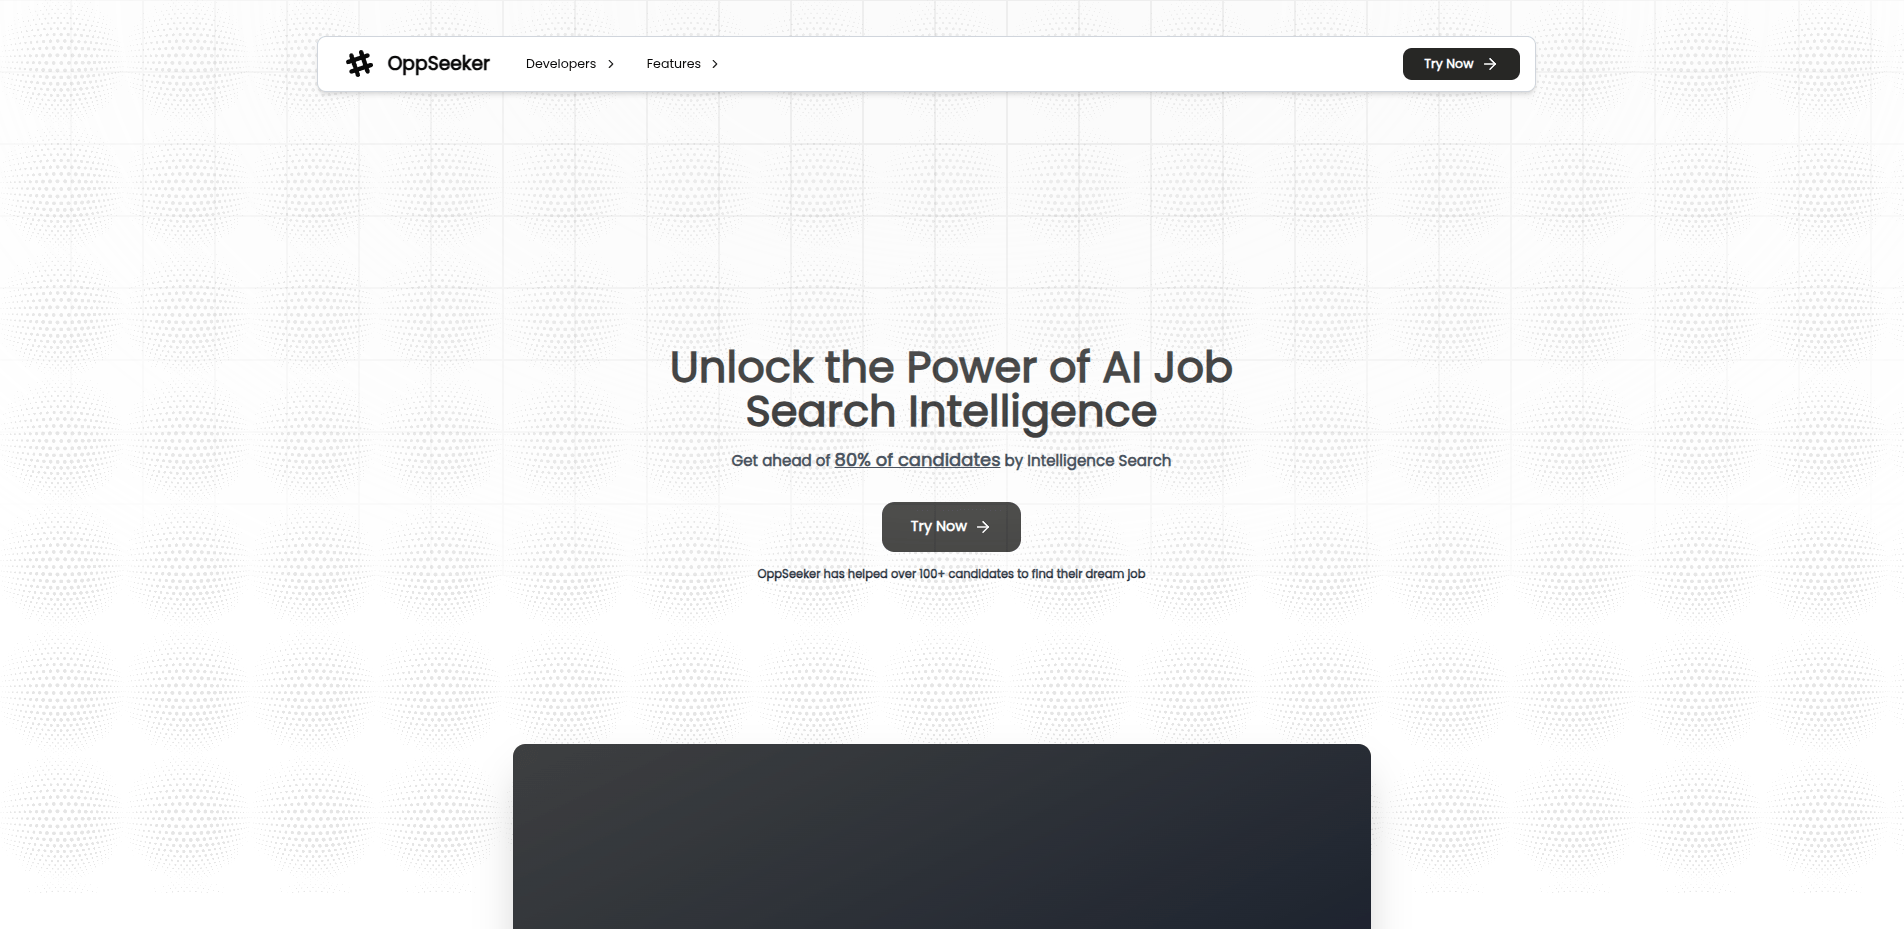 OppSeeker
Developers
Features
Try Now
Unlock the Power of AI Job
Search Intelligence
Get ahead of 80% of candidates by Intelligence Search
Try Now
OppSeeker has helped over 100+ candidates to find their dream job